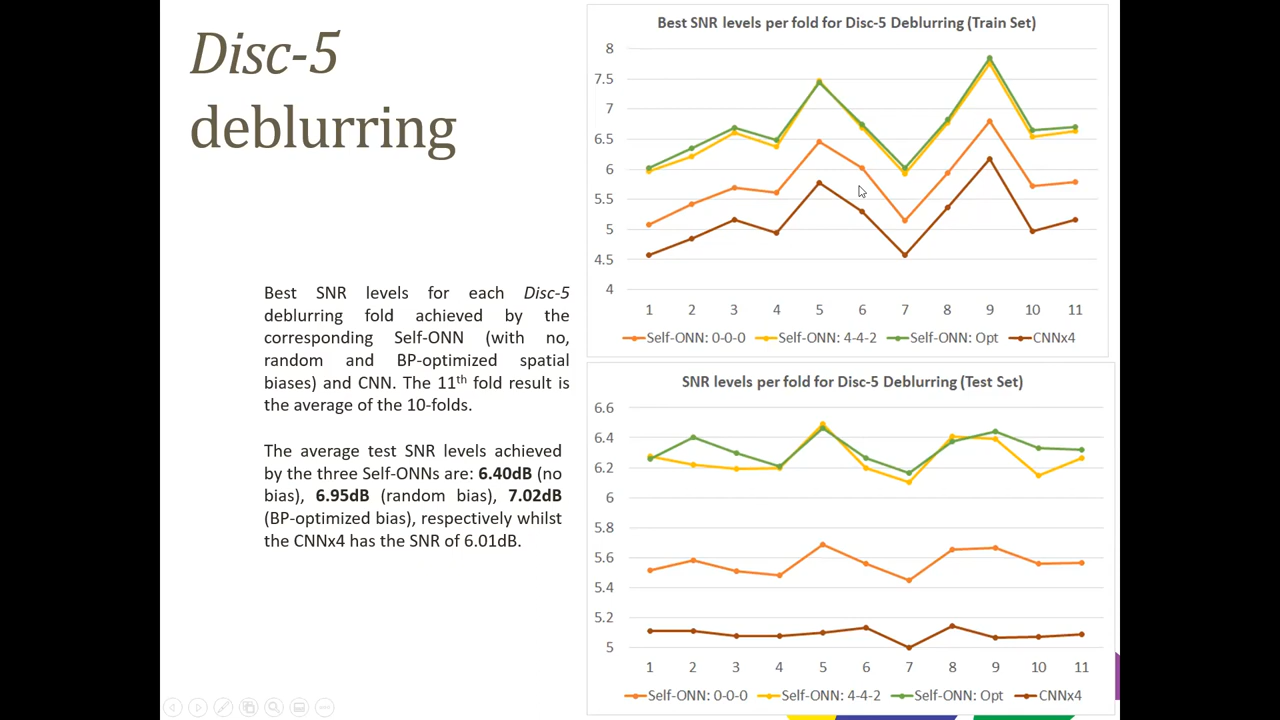 Disc-5
deblurring
Best SNR levels for each Disc-5
deblurring fold achieved by the
corresponding Self-ONN (with no,
random and BP-optimized spatial
biases) and CNN. The 11th fold result is
the average of the 10-folds.
The average test SNR levels achieved
by the three Self-ONNs are: 6.40dB (no
bias), 6.95dB (random bias), 7.02dB
(BP-optimized bias), respectively whilst
the CNNx4 has the SNR of 6.01dB.
Best SNR levels per fold for Disc-5 Deblurring (Train Set)
8
7.5
7
6.5
6
5.5
5
4.5
4
1 2 3 4 5 6 7 8 9 10 11
Self-ONN: 0-0-0 Self-ONN: 4-4-2 Self-ONN: Opt CNNx4
SNR levels per fold for Disc-5 Deblurring (Test Set)
6.6
6.4
6.2
6
5.8
5.6
5.4
5.2
5
1 2 3 4 5 6 7 8 9 10 11
Self-ONN: 0-0-0 Self-ONN: 4-4-2 Self-ONN: Opt CNNx4